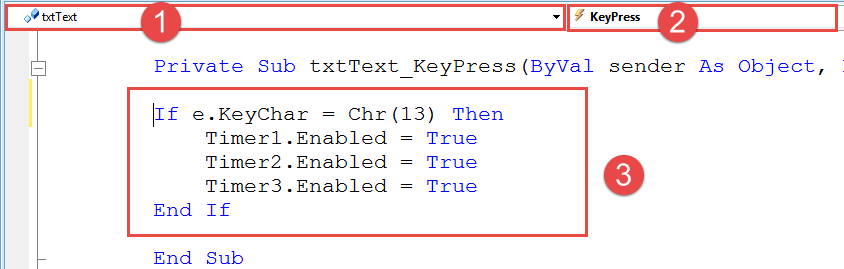 txtText 1 KeyPress 2
Private Sub txtText_KeyPress(ByVal sender As Object,
If e.KeyChar = Chr(13) Then
Timer1.Enabled = True
Timer2.Enabled = True
Timer3.Enabled = True
3
End If
End Sub